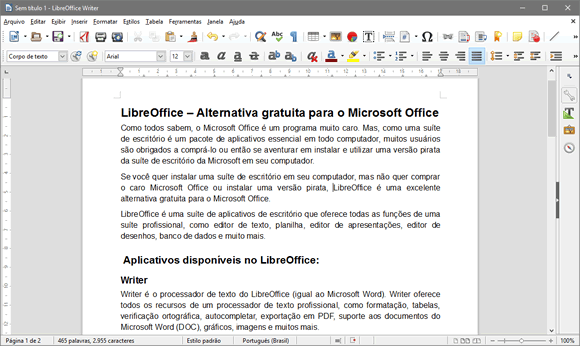 Sem título 1 - LibreOffice Writer
Arquivo Editar Exibir Inserir Formatar Estilos Tabela Ferramentas Janela Ajuda
Corpo de texto Arial 12
LibreOffice – Alternativa gratuita para o Microsoft Office
Como todos sabem, o Microsoft Office é um programa muito caro. Mas, como uma suíte
de escritório é um pacote de aplicativos essencial em todo computador, muitos usuários
são obrigados a comprá-lo ou então se aventurar em instalar e utilizar uma versão pirata
da suíte de escritório da Microsoft em seu computador.
Se você quer instalar uma suíte de escritório em seu computador, mas não quer comprar
o caro Microsoft Office ou instalar uma versão pirata, LibreOffice é uma excelente
alternativa gratuita para o Microsoft Office.
LibreOffice é uma suíte de aplicativos de escritório que oferece todas as funções de uma
suíte profissional, como editor de texto, planilha, editor de apresentações, editor de
desenhos, banco de dados e muito mais.
Aplicativos disponíveis no LibreOffice:
Writer
Writer é o processador de texto do LibreOffice (igual ao Microsoft Word). Writer oferece
todos os recursos de um processador de texto profissional, como formatação, tabelas,
verificação ortográfica, autocompletar, exportação em PDF, suporte aos documentos do
Microsoft Word (DOC), gráficos, imagens e muitos mais.
Página 1 de 2 465 palavras, 2.955 caracteres Estilo padrão Português (Brasil) 100%